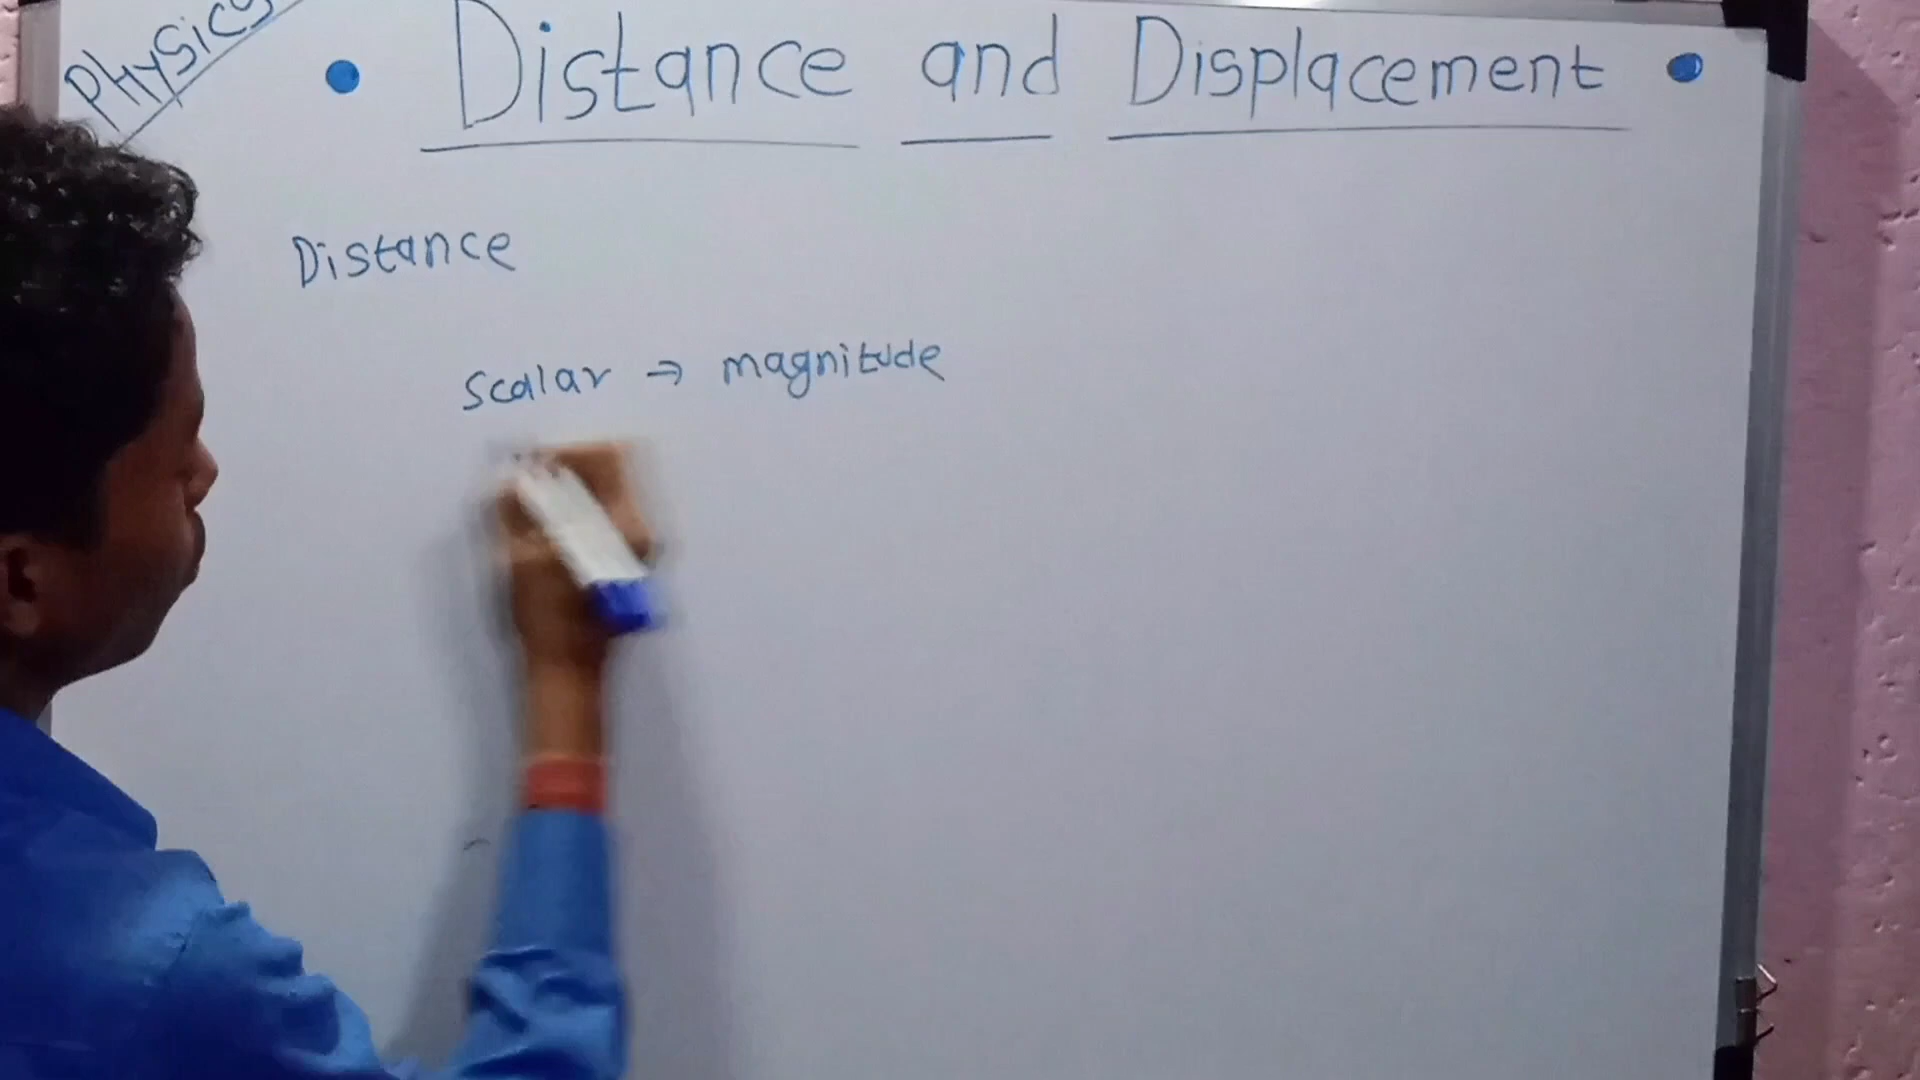 Physics
• Distance and Displacement •
Distance
Scalar → magnitude